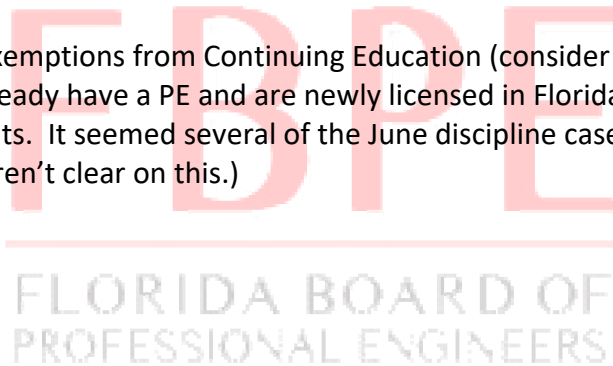 FBPE
xemptions from Continuing Education (consider
eady have a PE and are newly licensed in Florida
ts. It seemed several of the June discipline case
ren't clear on this.)
FLORIDA BOARD OF
PROFESSIONAL ENGINEERS